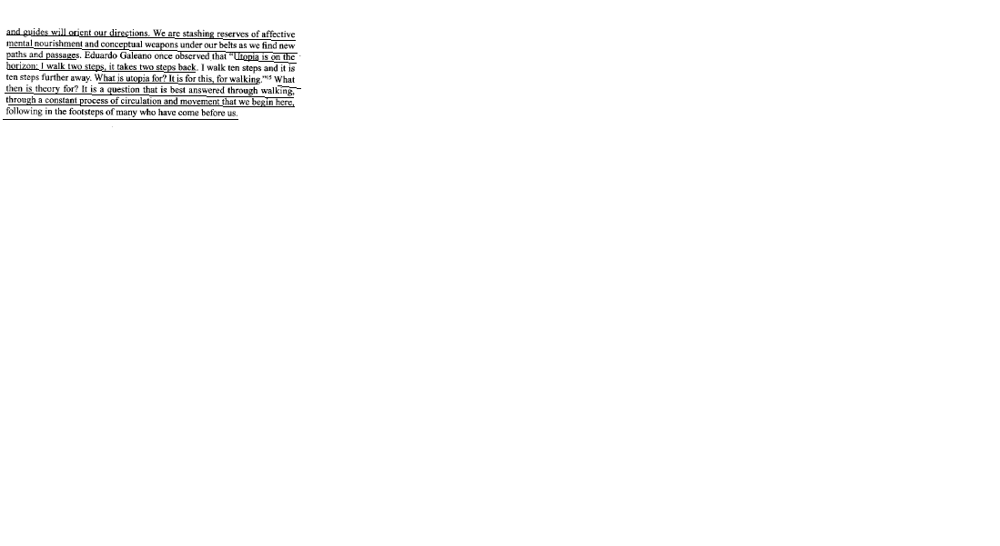 and guides will orient our directions. We are stashing reserves of affective
mental nourishment and conceptual weapons under our belts as we find new
paths and passages. Eduardo Galeano once observed that "Utopia is on the
horizon: I walk two steps, it takes two steps back. I walk ten steps and it is
ten steps further away. What is utopia for? It is for this, for walking."¹⁵ What
then is theory for? It is a question that is best answered through walking,
through a constant process of circulation and movement that we begin here,
following in the footsteps of many who have come before us.